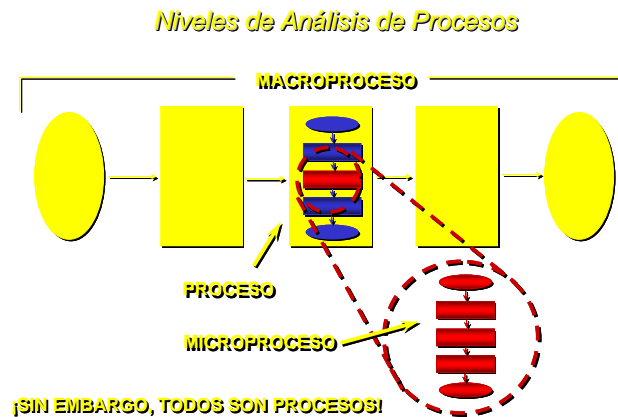 Niveles de Análisis de Procesos
MACROPROCESO
PROCESO
MICROPROCESO
¡SIN EMBARGO, TODOS SON PROCESOS!